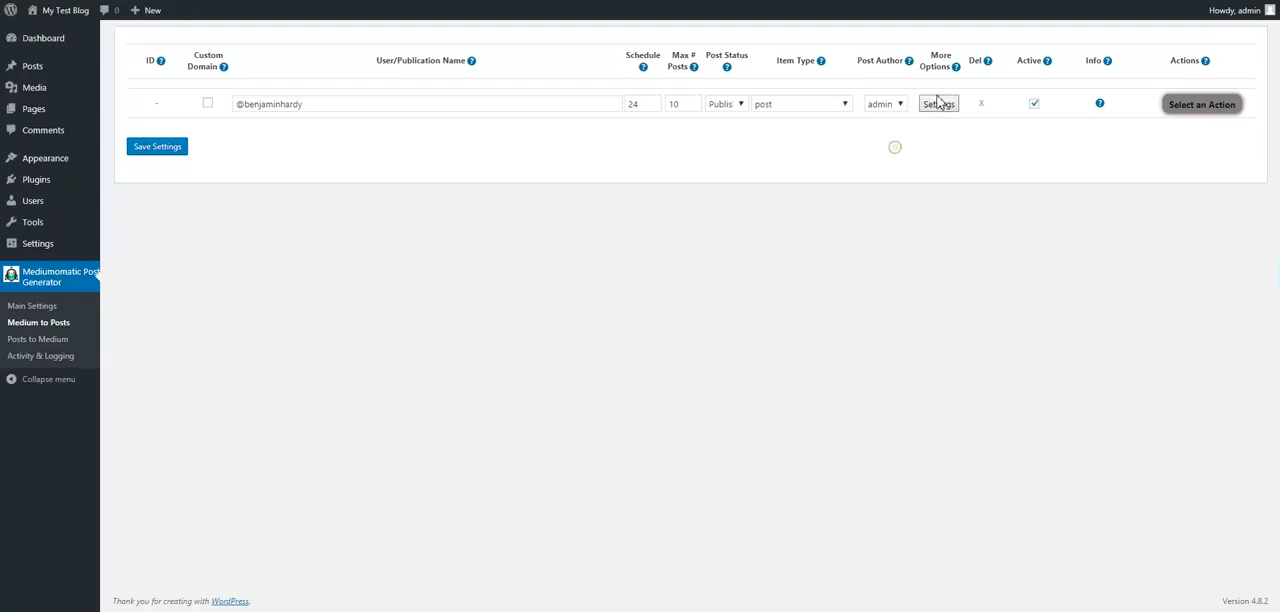 My Test Blog
0
New
Howdy, admin
Dashboard
Posts
Media
Pages
Comments
Appearance
Plugins
Users
Tools
Settings
Mediumomatic Post
Generator
Main Settings
Medium to Posts
Posts to Medium
Activity & Logging
Collapse menu
ID
Custom
Domain
User/Publication Name
Schedule
Max #
Posts
Post Status
Item Type
Post Author
More
Options
Del
Active
Info
Actions
-
@benjaminhardy
24
10
Publis
post
admin
Settings
X
Select an Action
Save Settings
Thank you for creating with WordPress.
Version 4.8.2